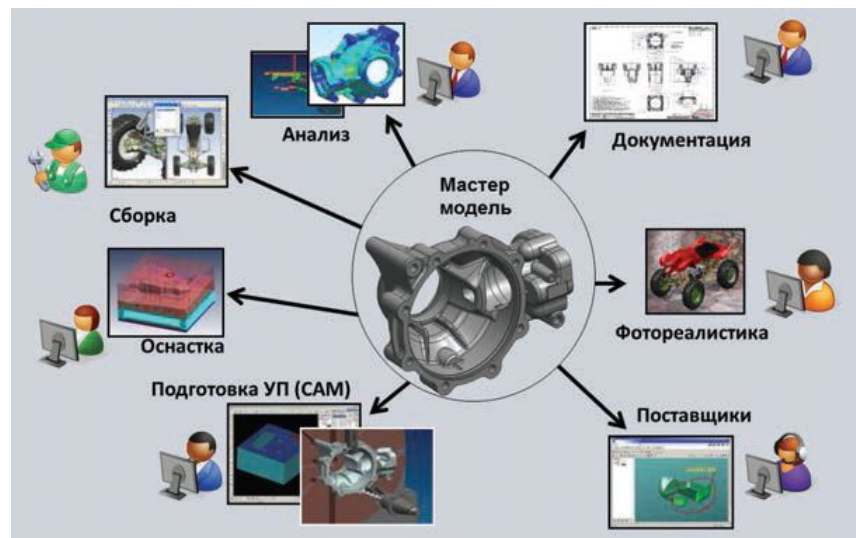 Анализ
Документация
Мастер
модель
Сборка
Оснастка
Фотореалистика
Подготовка УП (CAM)
Поставщики